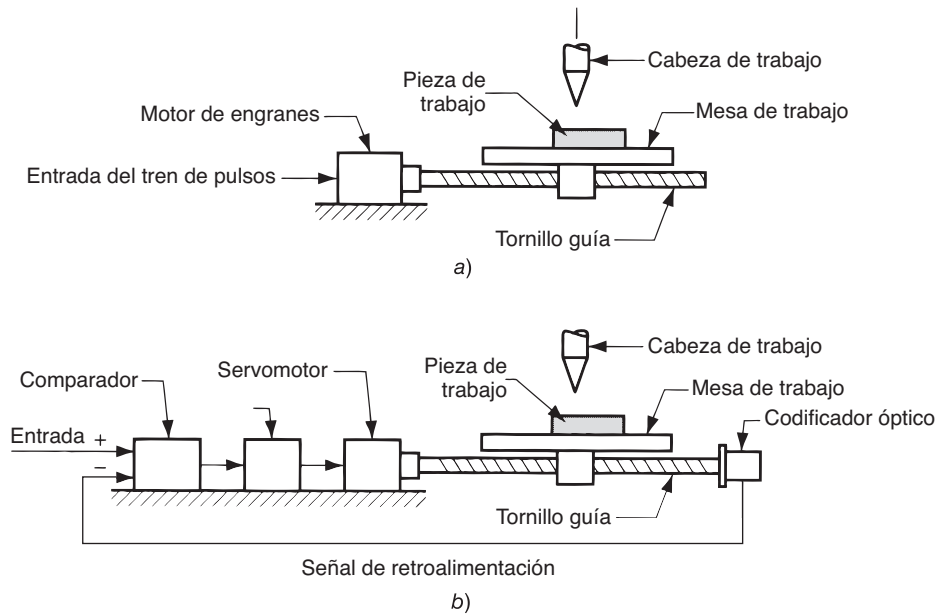 Cabeza de trabajo
Pieza de
trabajo
Mesa de trabajo
Motor de engranes
Entrada del tren de pulsos
Tornillo guía
a)
Cabeza de trabajo
Pieza de
trabajo
Servomotor
Comparador
Mesa de trabajo
Codificador óptico
Entrada +
–
Tornillo guía
Señal de retroalimentación
b)